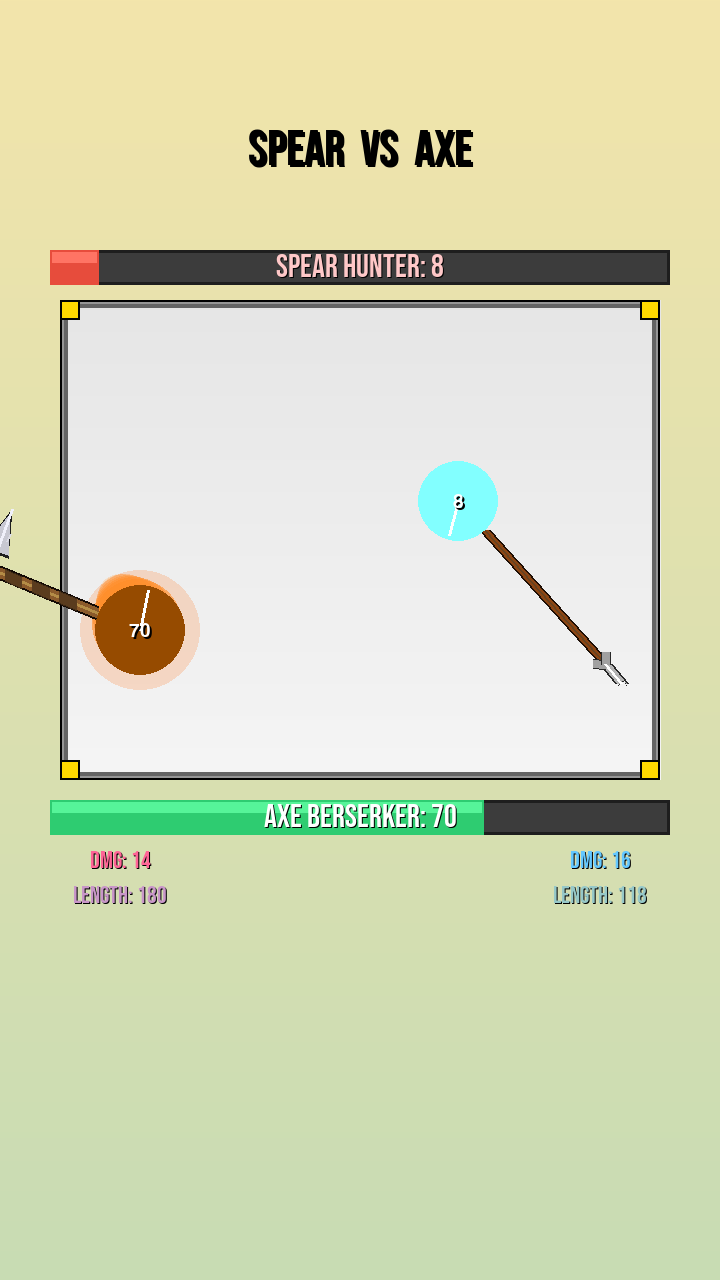 SPEAR VS AXE
SPEAR HUNTER: 8
8
70
AXE BERSERKER: 70
DMG: 14
DMG: 16
LENGTH: 180
LENGTH: 118